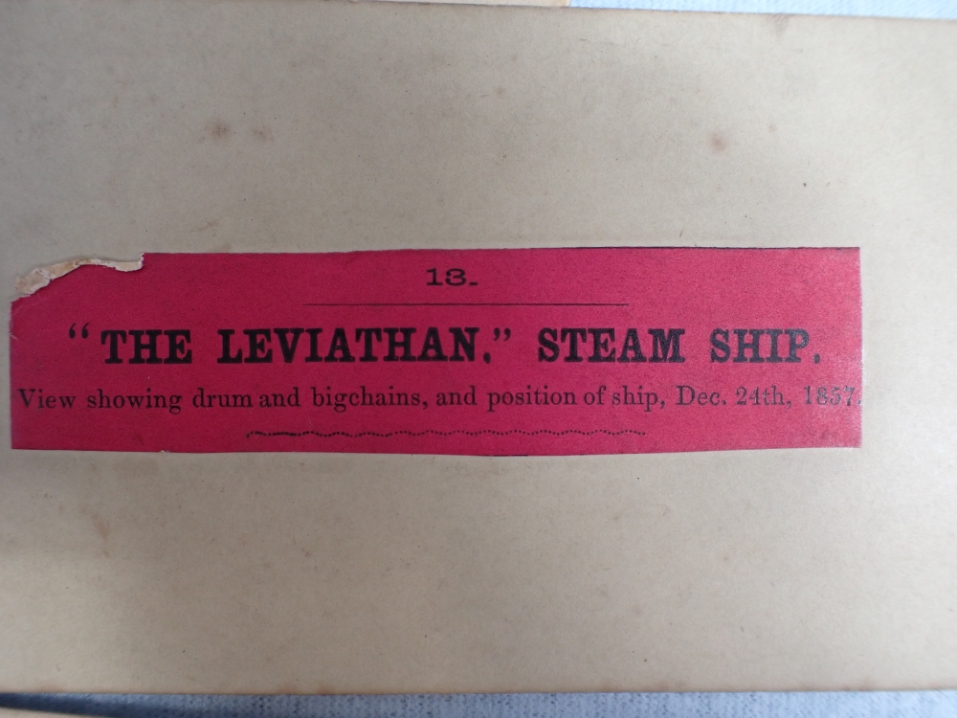 13.
“THE LEVIATHAN,” STEAM SHIP.
View showing drum and bigchains, and position of ship, Dec. 24th, 1857.